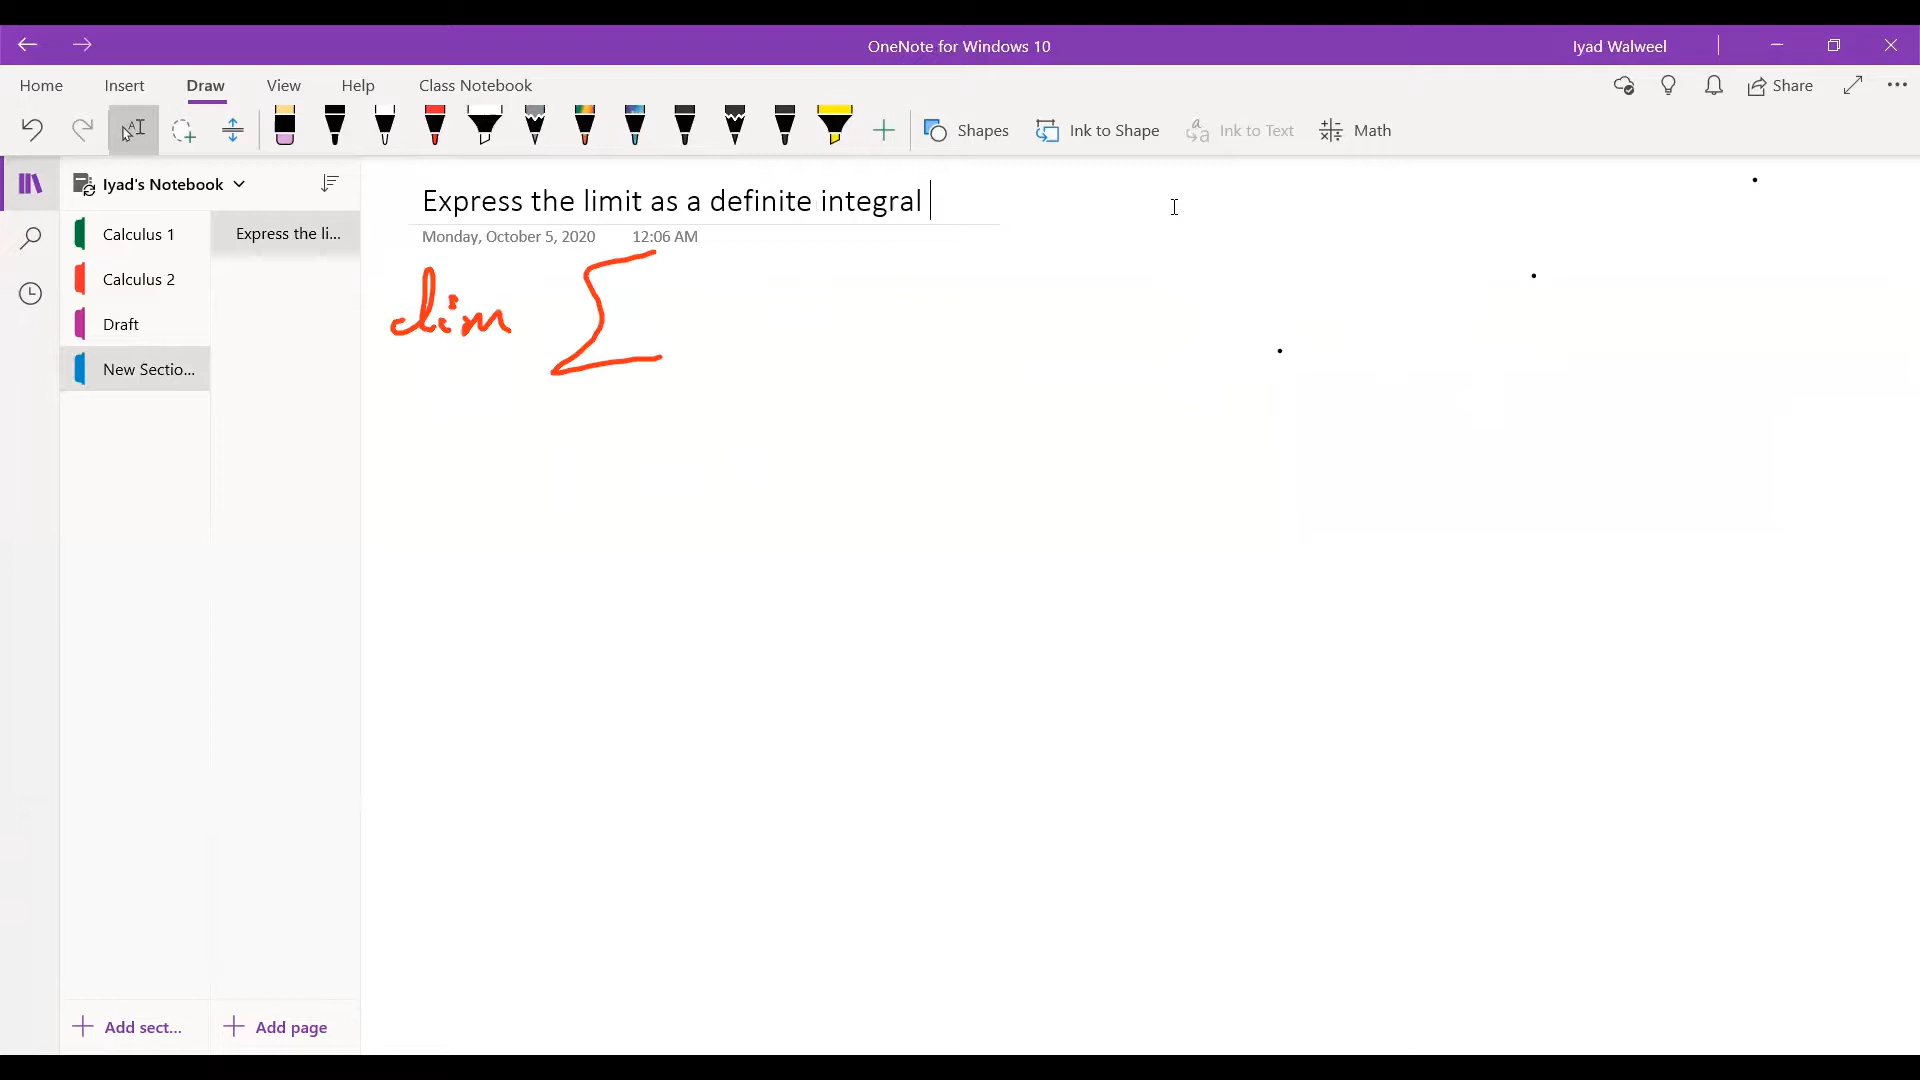 OneNote for Windows 10
Iyad Walweel
Home Insert Draw View Help Class Notebook
Share
Shapes Ink to Shape Ink to Text Math
Iyad's Notebook
Calculus 1
Calculus 2
Draft
New Sectio...
Express the li...
Express the limit as a definite integral
Monday, October 5, 2020 12:06 AM
lim ∑
Add sect...
Add page